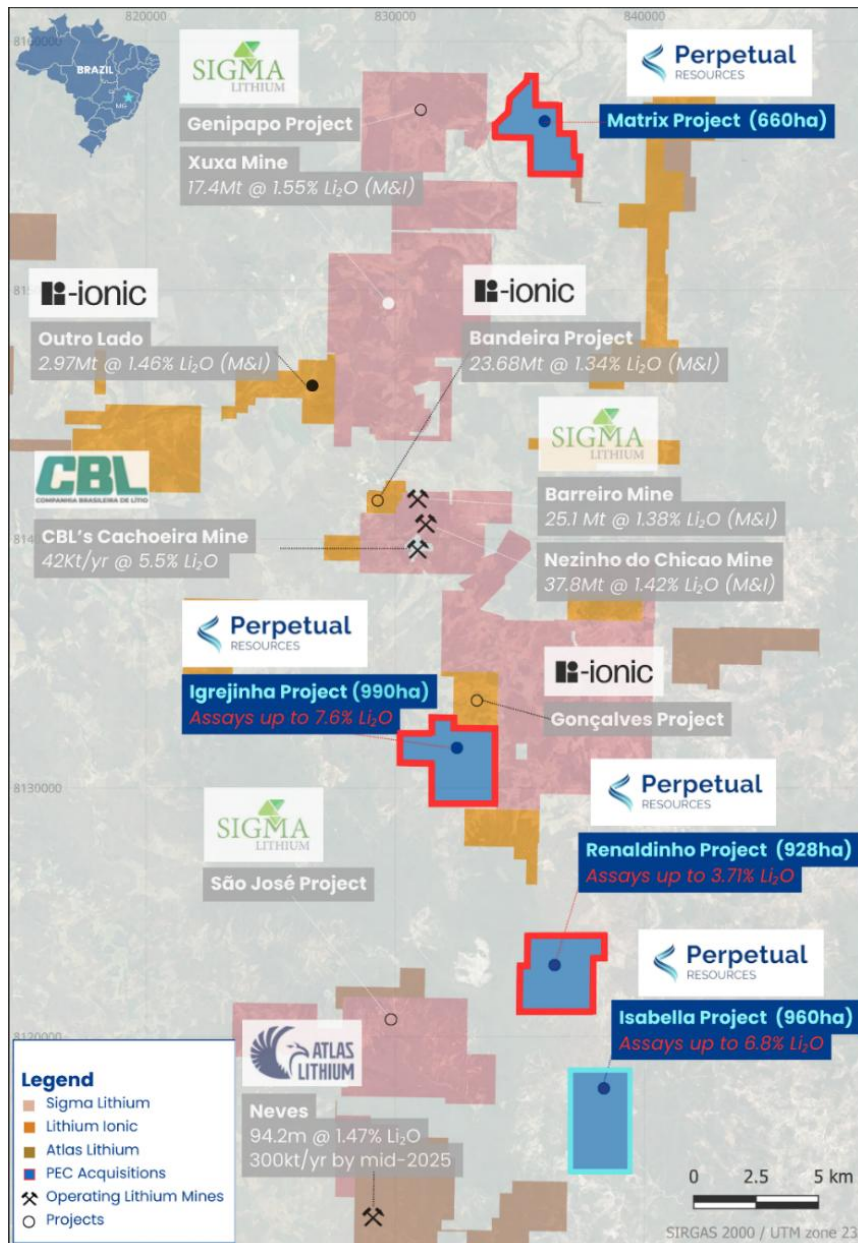 820000
830000
840000
8100000
BRAZIL
MG
SIGMA
LITHIUM
Perpetual
RESOURCES
Genipapo Project
Matrix Project (660ha)
Xuxa Mine
17.4Mt @ 1.55% Li₂O (M&I)
-ionic
-ionic
Outro Lado
2.97Mt @ 1.46% Li₂O (M&I)
Bandeira Project
23.68Mt @ 1.34% Li₂O (M&I)
SIGMA
LITHIUM
CBL
COMPANHIA BRASILEIRA DE LÍTIO
Barreiro Mine
25.1 Mt @ 1.38% Li₂O (M&I)
CBL's Cachoeira Mine
42Kt/yr @ 5.5% Li₂O
Nezinho do Chicao Mine
37.8Mt @ 1.42% Li₂O (M&I)
Perpetual
RESOURCES
-ionic
Igrejinha Project (990ha)
Assays up to 7.6% Li₂O
Gonçalves Project
8130000
Perpetual
RESOURCES
SIGMA
LITHIUM
Renaldinho Project (928ha)
Assays up to 3.71% Li₂O
São José Project
Perpetual
RESOURCES
Isabella Project (960ha)
Assays up to 6.8% Li₂O
8120000
ATLAS
LITHIUM
Neves
94.2m @ 1.47% Li₂O
300kt/yr by mid-2025
Legend
Sigma Lithium
Lithium Ionic
Atlas Lithium
PEC Acquisitions
Operating Lithium Mines
Projects
0 2.5 5 km
SIRGAS 2000 / UTM zone 23